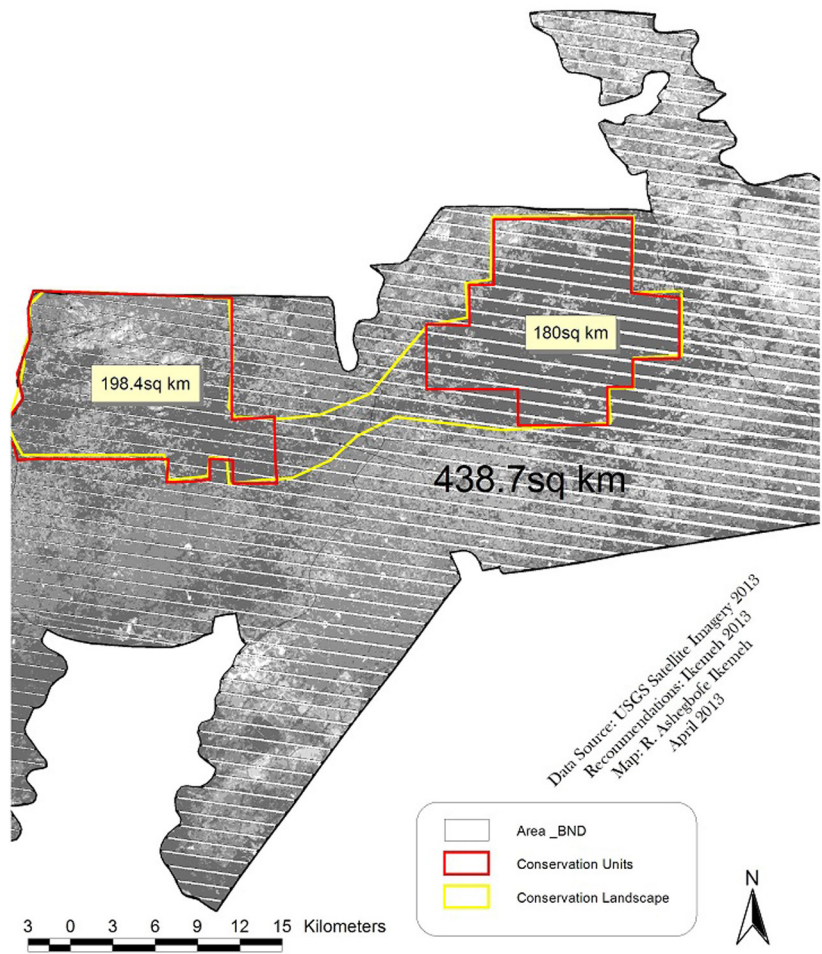 180sq km
198.4sq km
438.7sq km
Data Source: USGS Satellite Imagery 2013
Recommendations: Ikemeh 2013
Map: R. Ashegbofe Ikemeh
April 2013
Area _BND
Conservation Units
Conservation Landscape
N
3 0 3 6 9 12 15 Kilometers